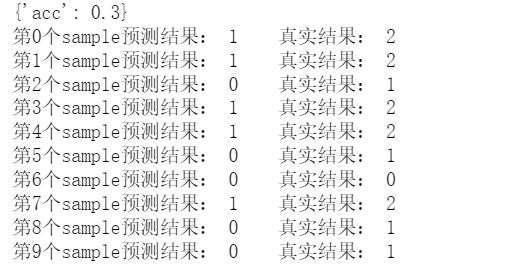 {'acc': 0.3}
第0个sample预测结果： 1 真实结果： 2
第1个sample预测结果： 1 真实结果： 2
第2个sample预测结果： 0 真实结果： 1
第3个sample预测结果： 1 真实结果： 2
第4个sample预测结果： 1 真实结果： 2
第5个sample预测结果： 0 真实结果： 1
第6个sample预测结果： 0 真实结果： 0
第7个sample预测结果： 1 真实结果： 2
第8个sample预测结果： 0 真实结果： 1
第9个sample预测结果： 0 真实结果： 1